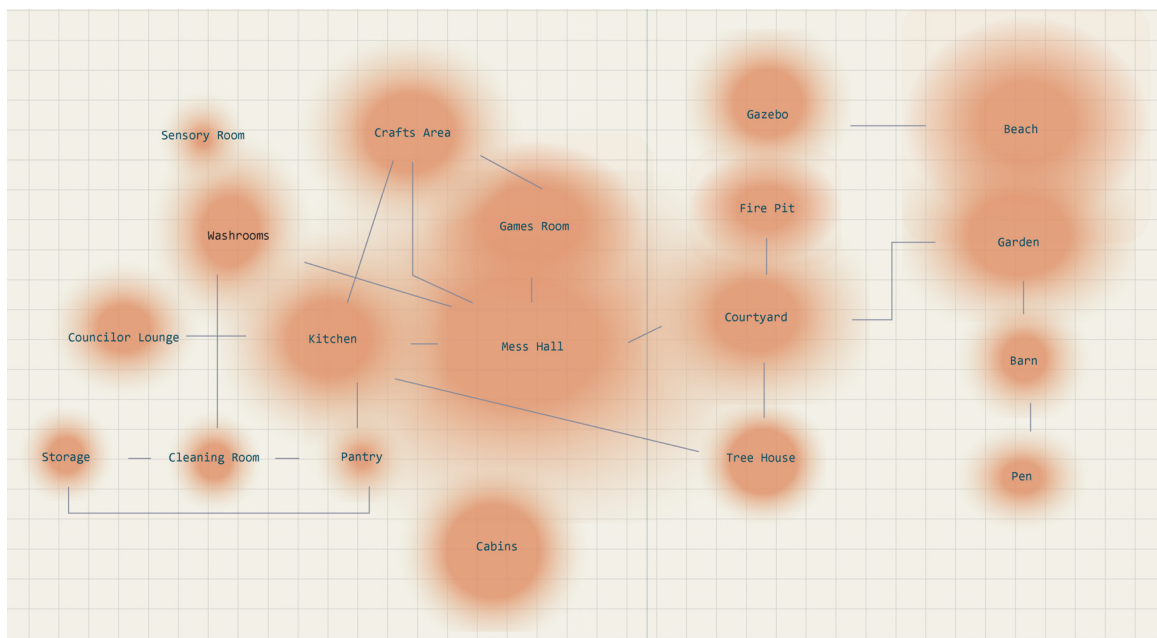 Gazebo
Beach
Sensory Room
Crafts Area
Fire Pit
Games Room
Washrooms
Garden
Courtyard
Councilor Lounge
Kitchen
Mess Hall
Barn
Storage
Cleaning Room
Pantry
Tree House
Pen
Cabins